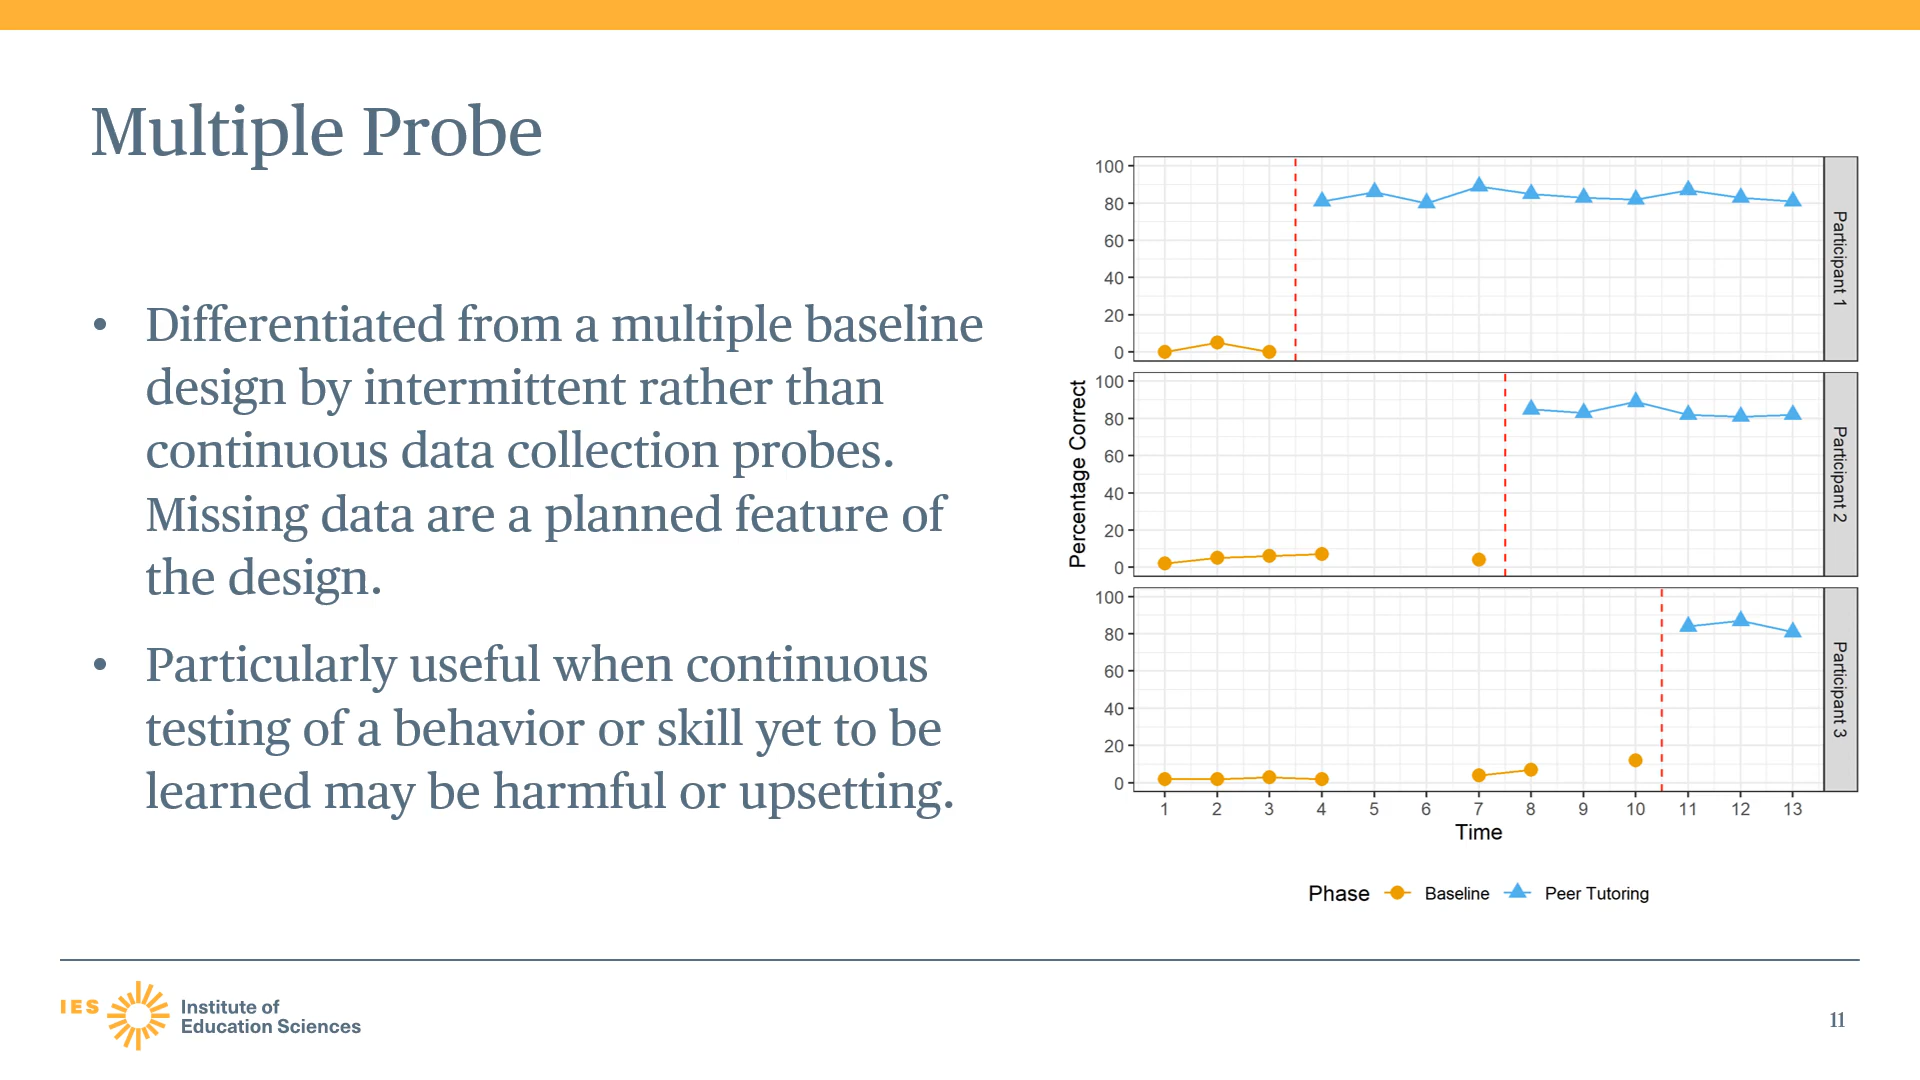 Multiple Probe
• Differentiated from a multiple baseline
design by intermittent rather than
continuous data collection probes.
Missing data are a planned feature of
the design.
• Particularly useful when continuous
testing of a behavior or skill yet to be
learned may be harmful or upsetting.
Percentage Correct
100
80
60
40
20
0
Participant 1
100
80
60
40
20
0
Participant 2
100
80
60
40
20
0
Participant 3
1 2 3 4 5 6 7 8 9 10 11 12 13
Time
Phase Baseline Peer Tutoring
IES
Institute of
Education Sciences
11